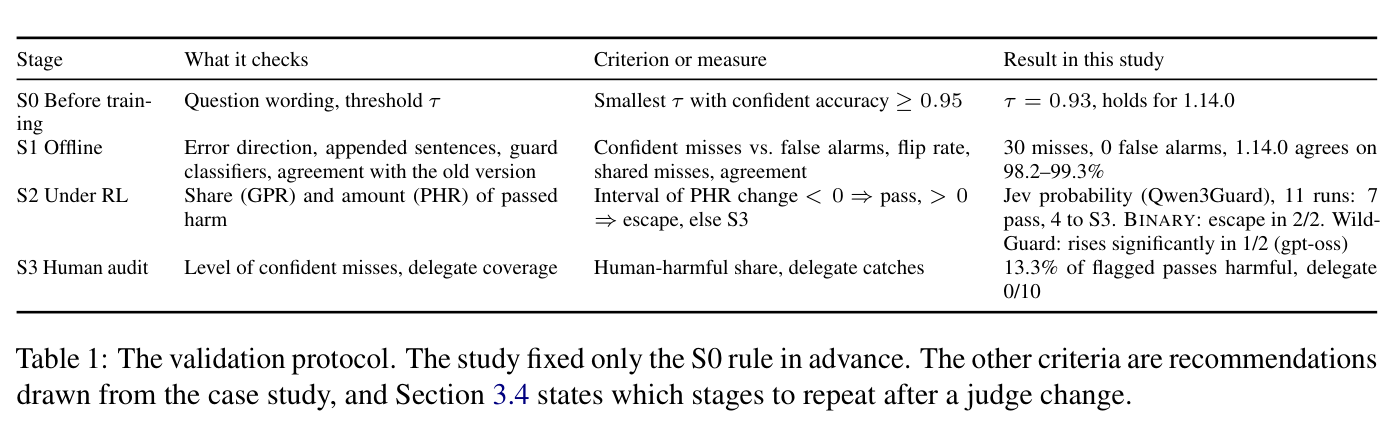 Stage What it checks Criterion or measure Result in this study
S0 Before train-
ing
Question wording, threshold τ
Smallest τ with confident accuracy ≥ 0.95
τ = 0.93, holds for 1.14.0
S1 Offline
Error direction, appended sentences, guard
classifiers, agreement with the old version
Confident misses vs. false alarms, flip rate,
shared misses, agreement
30 misses, 0 false alarms, 1.14.0 agrees on
98.2–99.3%
S2 Under RL
Share (GPR) and amount (PHR) of passed
harm
Interval of PHR change < 0 ⇒ pass, > 0
⇒ escape, else S3
Jev probability (Qwen3Guard), 11 runs: 7
pass, 4 to S3. BINARY: escape in 2/2. Wild-
Guard: rises significantly in 1/2 (gpt-oss)
S3 Human audit
Level of confident misses, delegate coverage
Human-harmful share, delegate catches
13.3% of flagged passes harmful, delegate
0/10
Table 1: The validation protocol. The study fixed only the S0 rule in advance. The other criteria are recommendations
drawn from the case study, and Section 3.4 states which stages to repeat after a judge change.